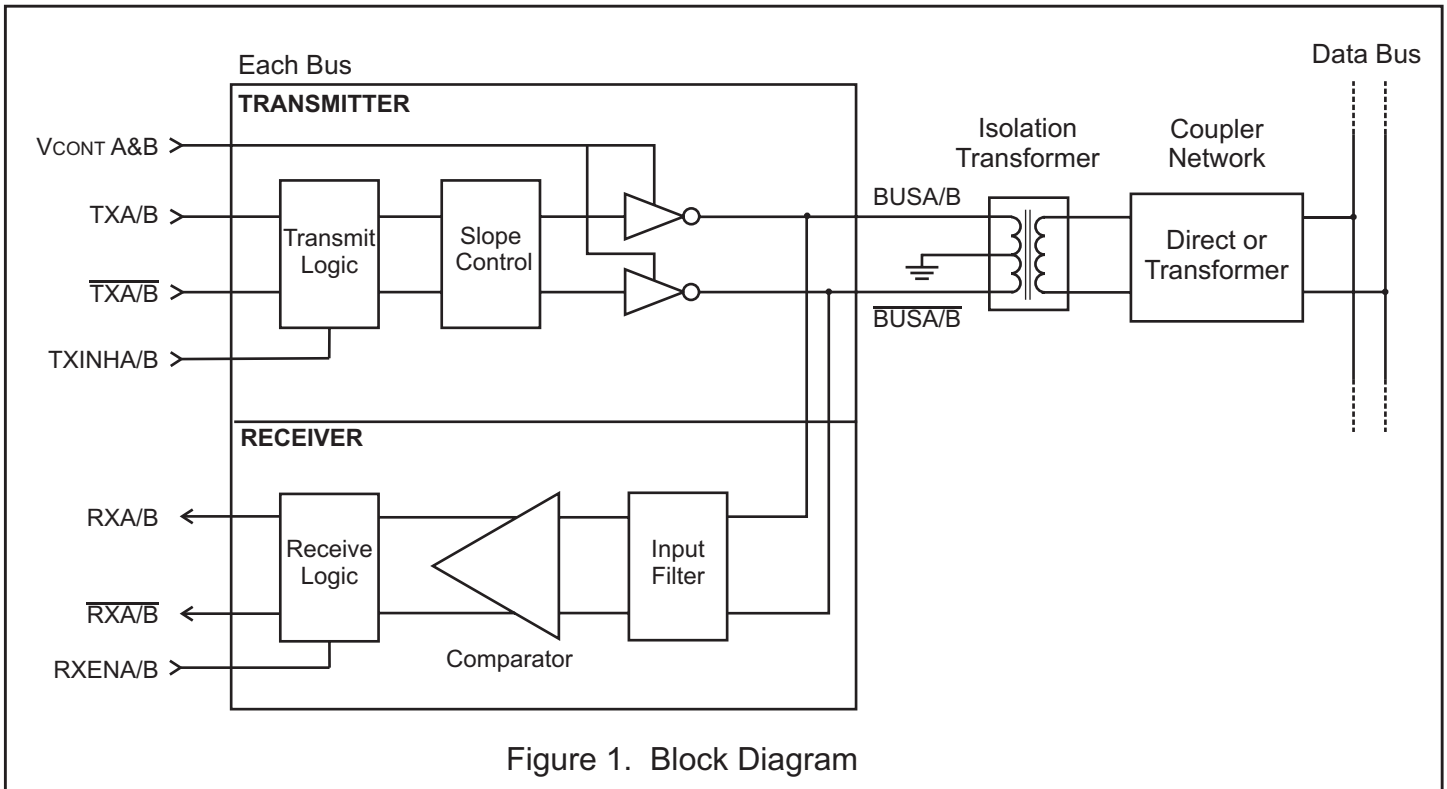 Each Bus
Data Bus
TRANSMITTER
VCONT A&B
TXA/B
TXA/B
TXINHA/B
Transmit
Logic
Slope
Control
BUSA/B
BUSA/B
Isolation
Transformer
Coupler
Network
Direct or
Transformer
RECEIVER
RXA/B
RXA/B
RXENA/B
Receive
Logic
Comparator
Input
Filter
Figure 1. Block Diagram